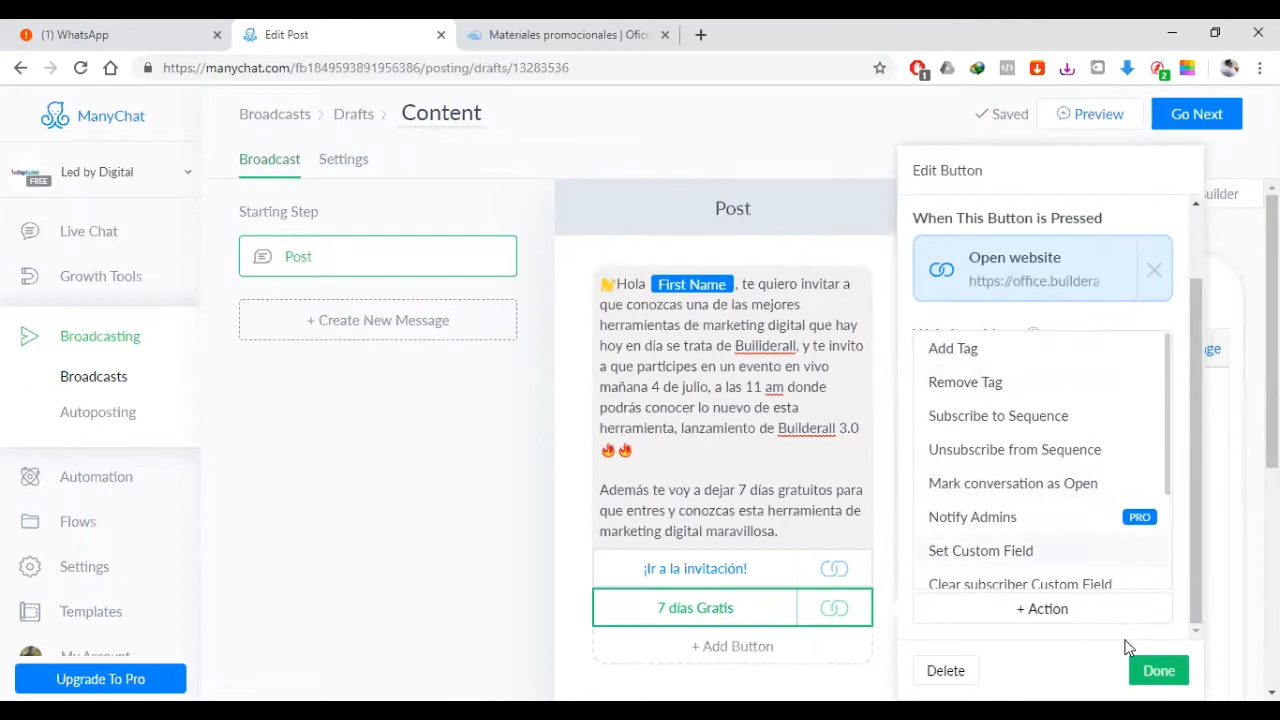 (1) WhatsApp
Edit Post
Materiales promocionales | Ofici
https://manychat.com/fb1849593891956386/posting/drafts/13283536
1
2
ManyChat
Led by Digital
FREE
Live Chat
Growth Tools
Broadcasting
Broadcasts
Autoposting
Automation
Flows
Settings
Templates
My Account
Upgrade To Pro
Broadcasts
Drafts
Content
Saved
Preview
Go Next
Broadcast
Settings
Starting Step
Post
+ Create New Message
Post
Hola First Name , te quiero invitar a
que conozcas una de las mejores
herramientas de marketing digital que hay
hoy en día se trata de Builiderall, y te invito
a que participes en un evento en vivo
mañana 4 de julio, a las 11 am donde
podrás conocer lo nuevo de esta
herramienta, lanzamiento de Builderall 3.0
🔥🔥
Además te voy a dejar 7 días gratuitos para
que entres y conozcas esta herramienta de
marketing digital maravillosa.
¡Ir a la invitación!
7 días Gratis
+ Add Button
Edit Button
When This Button is Pressed
Open website
https://office.buildera
Add Tag
Remove Tag
Subscribe to Sequence
Unsubscribe from Sequence
Mark conversation as Open
Notify Admins PRO
Set Custom Field
Clear subscriber Custom Field
+ Action
Delete
Done
Builder
ge